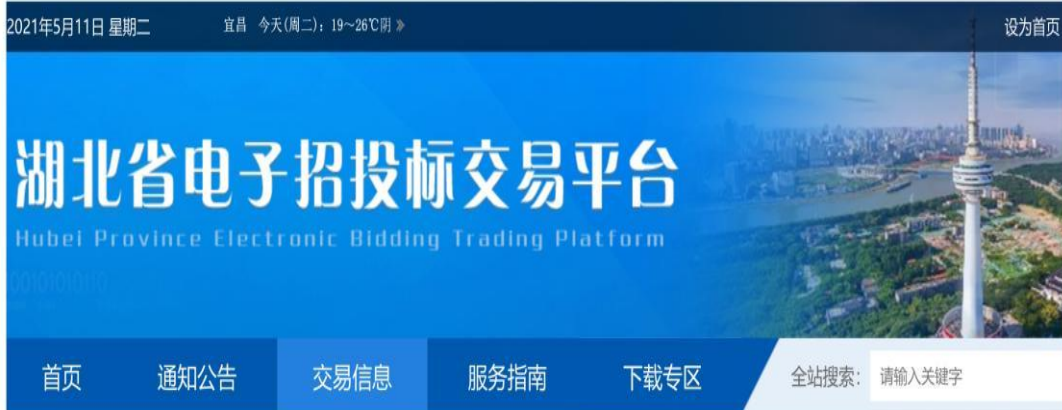 2021年5月11日 星期二 宜昌 今天(周二)：19～26℃阴 》 设为首页
湖北省电子招投标交易平台
Hubei Province Electronic Bidding Trading Platform
首页 通知公告 交易信息 服务指南 下载专区 全站搜索： 请输入关键字